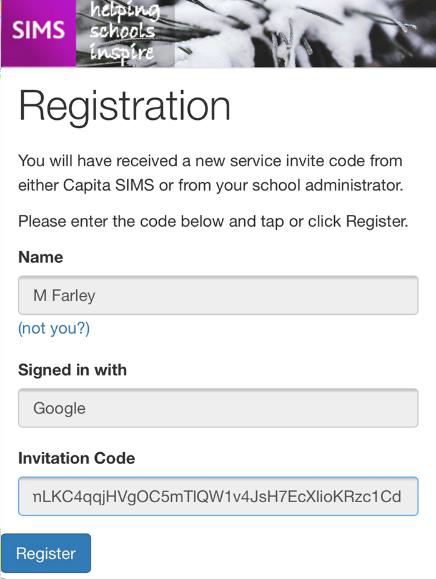 SIMS
helping
schools
inspire
Registration
You will have received a new service invite code from
either Capita SIMS or from your school administrator.
Please enter the code below and tap or click Register.
Name
M Farley
(not you?)
Signed in with
Google
Invitation Code
nLKC4qqjHVgOC5mTlQW1v4JsH7EcXlioKRzc1Cd
Register